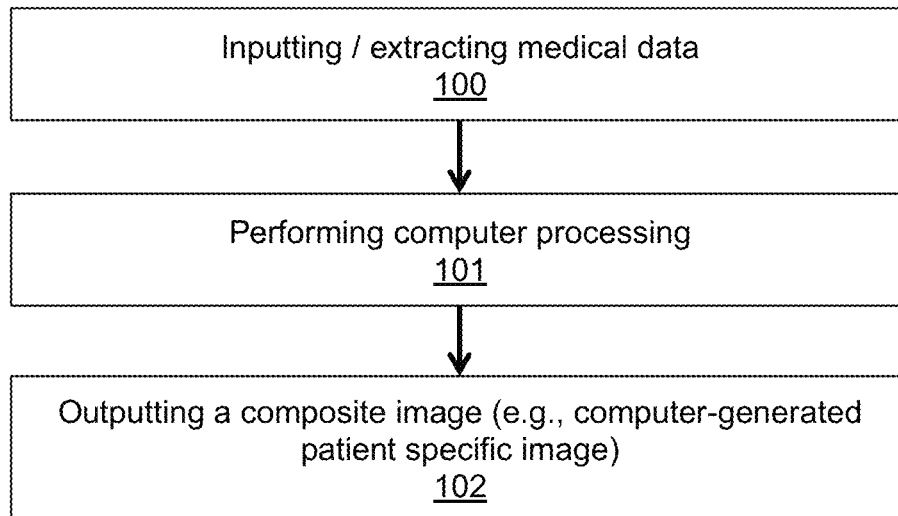 Inputting / extracting medical data
100
Performing computer processing
101
Outputting a composite image (e.g., computer-generated
patient specific image)
102